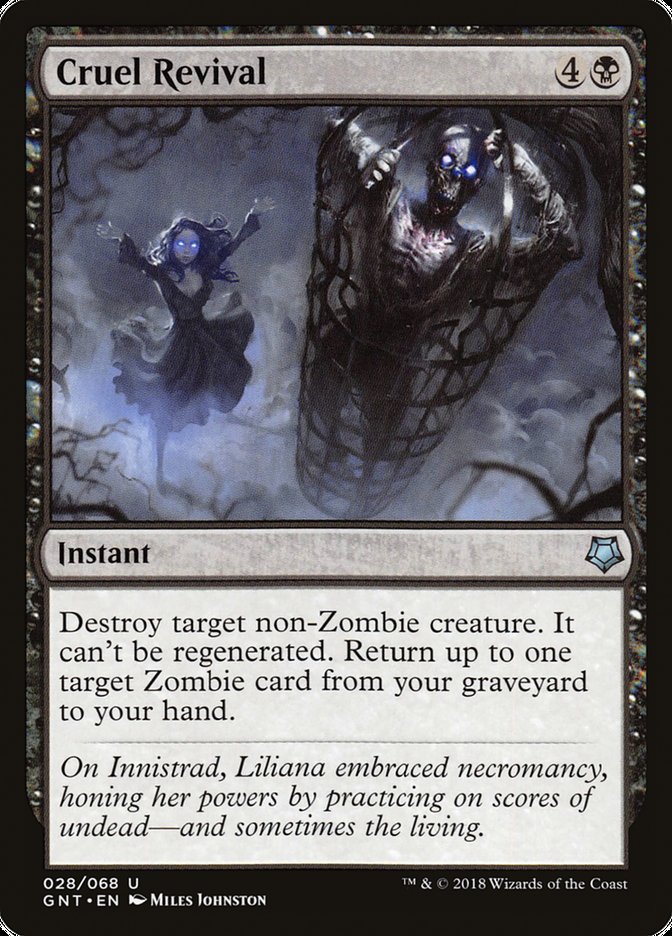 Cruel Revival 4
Instant
Destroy target non-Zombie creature. It
can't be regenerated. Return up to one
target Zombie card from your graveyard
to your hand.
On Innistrad, Liliana embraced necromancy,
honing her powers by practicing on scores of
undead—and sometimes the living.
028/068 U
GNT • EN Miles Johnston
™ & © 2018 Wizards of the Coast